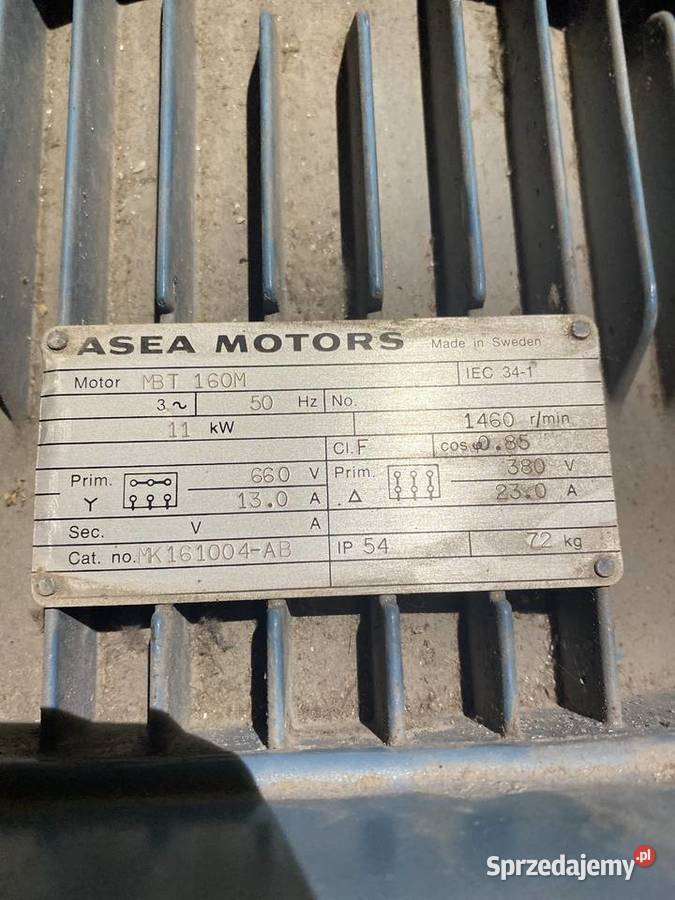 ASEA MOTORS Made in Sweden
Motor MBT 160M IEC 34-1
3 ~ 50 Hz No.
11 kW 1460 r/min
Cl. F cos φ 0.85
Prim. Y 660 V 13.0 A Prim. Δ 380 V 23.0 A
Sec. V A
Cat. no. MK161004-AB IP 54 72 kg
Sprzedajemy.pl